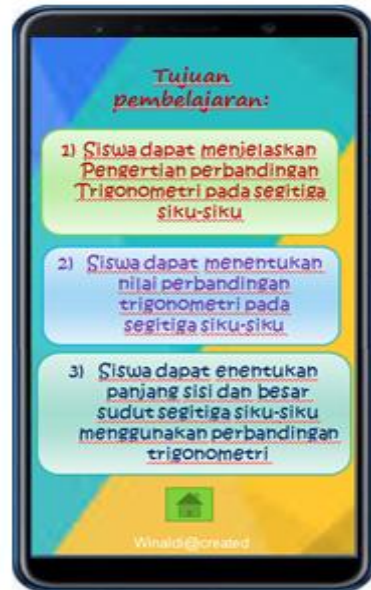 Tujuan
pembelajaran:
1) Siswa dapat menjelaskan
Pengertian perbandingan
Trigonometri pada segitiga
siku-siku
2) Siswa dapat menentukan
nilai perbandingan
trigonometri pada
segitiga siku-siku
3) Siswa dapat enentukan
panjang sisi dan besar
sudut segitiga siku-siku
menggunakan perbandingan
trigonometri
Winaldi@created